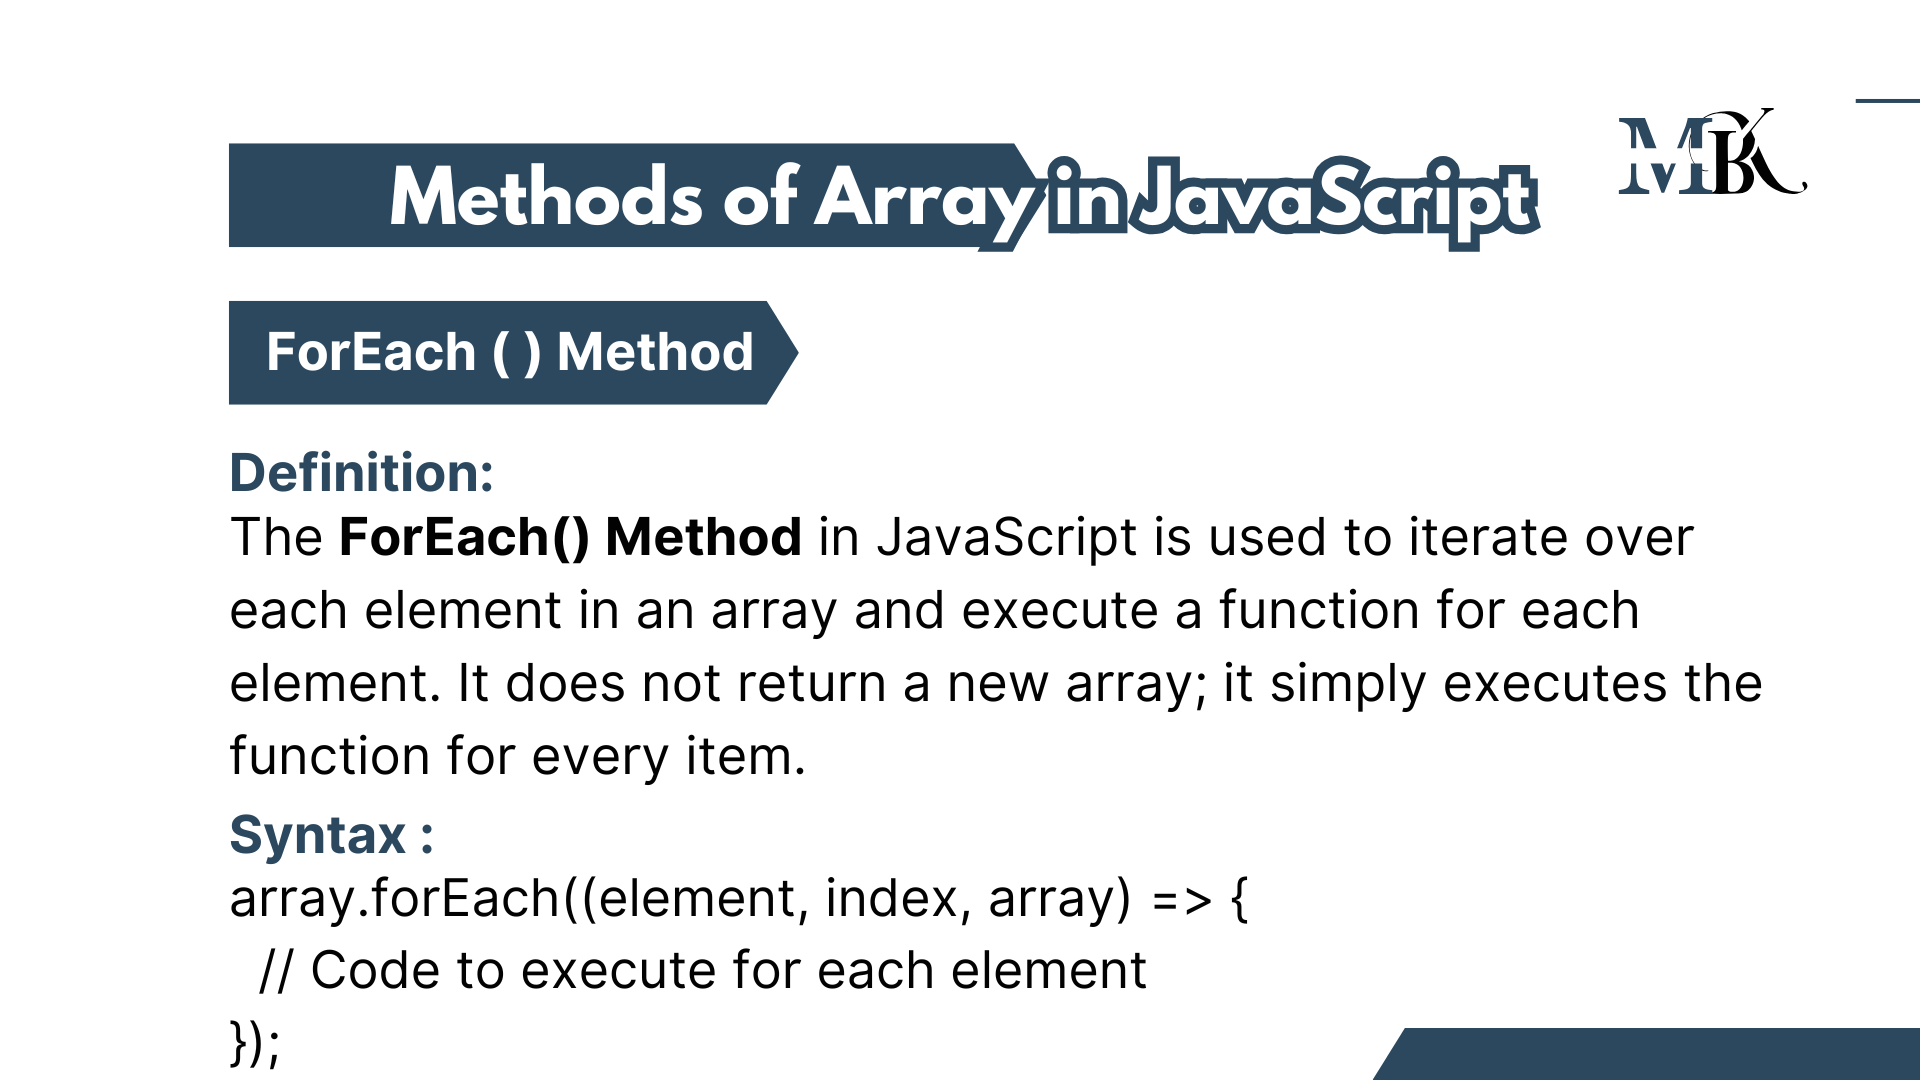 MBK
Methods of Array in JavaScript
ForEach ( ) Method
Definition:
The ForEach() Method in JavaScript is used to iterate over
each element in an array and execute a function for each
element. It does not return a new array; it simply executes the
function for every item.
Syntax :
array.forEach((element, index, array) => {
  // Code to execute for each element
});